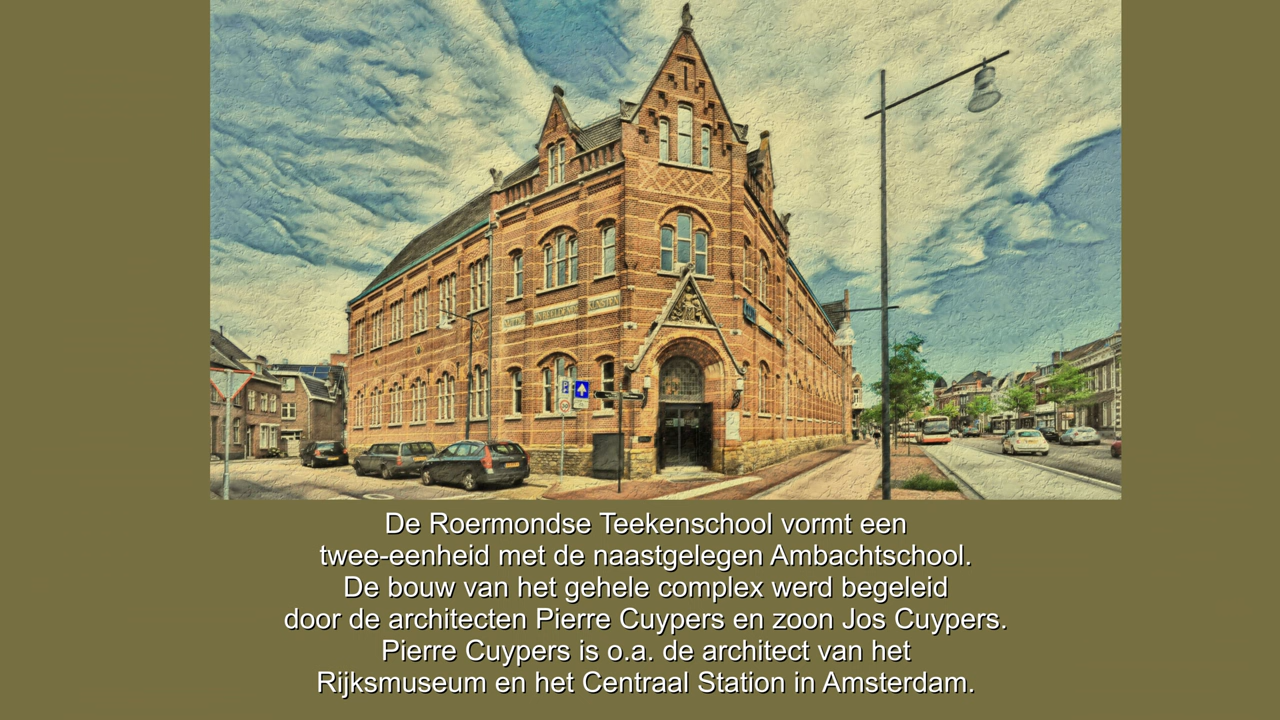 KUNSTEN
De Roermondse Teekenschool vormt een
twee-eenheid met de naastgelegen Ambachtschool.
De bouw van het gehele complex werd begeleid
door de architecten Pierre Cuypers en zoon Jos Cuypers.
Pierre Cuypers is o.a. de architect van het
Rijksmuseum en het Centraal Station in Amsterdam.